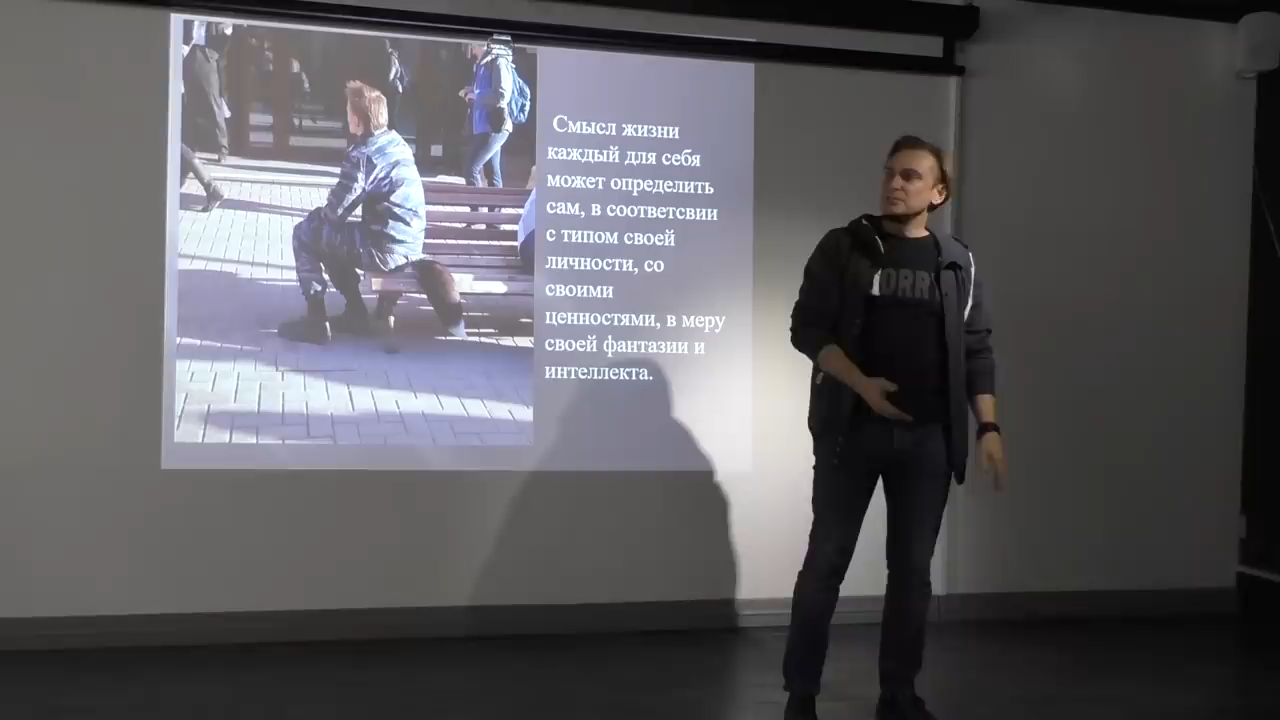 Смысл жизни
каждый для себя
может определить
сам, в соответсвии
с типом своей
личности, со
своими
ценностями, в меру
своей фантазии и
интеллекта.
ORRY